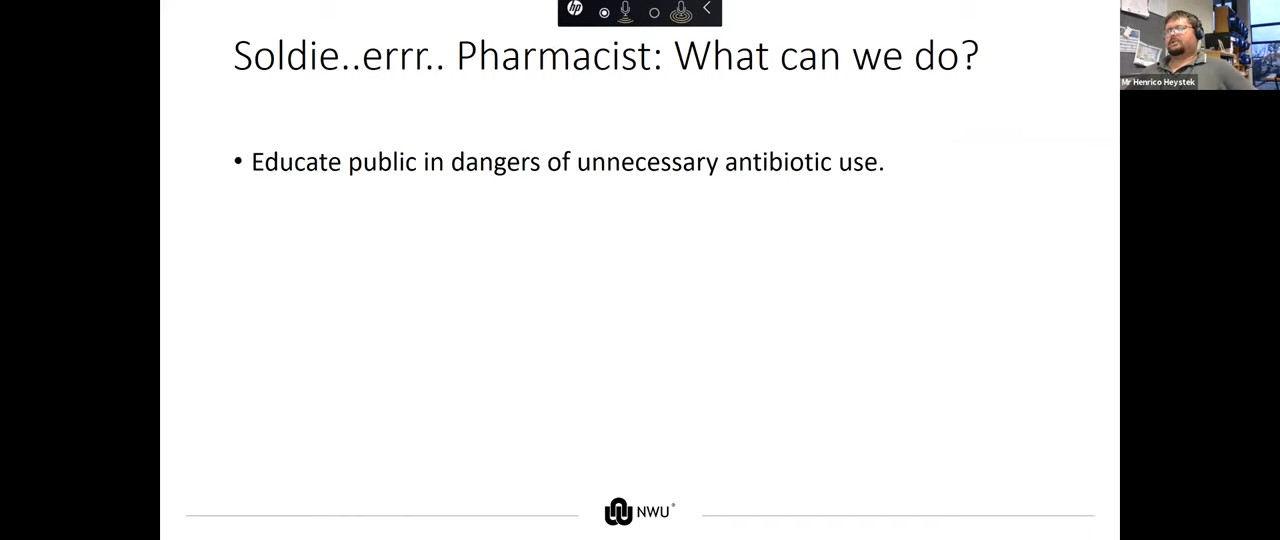 hp
Soldie..errr.. Pharmacist: What can we do?
Mr Henrico Heystek
• Educate public in dangers of unnecessary antibiotic use.
NWU®